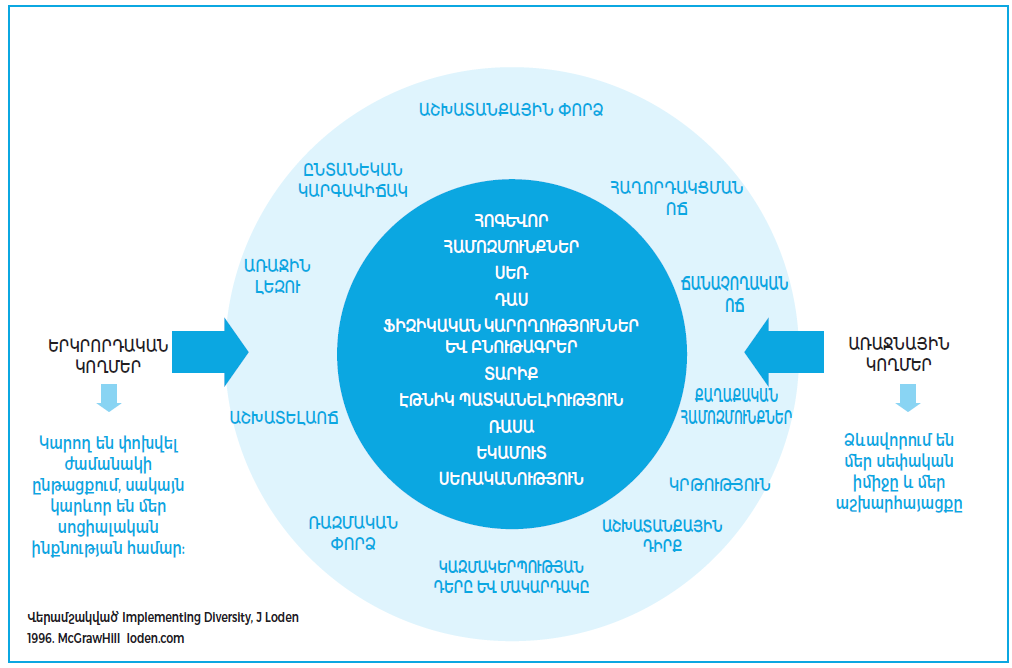 ԱՇԽԱՏԱՆՔԱՅԻՆ ՓՈՐՁ
ԸՆՏԱՆԵԿԱՆ
ԿԱՐԳԱՎԻՃԱԿ
ՀԱՂՈՐԴԱԿՑՄԱՆ
ՈՃ
ԱՌԱՋԻՆ
ԼԵԶՈՒ
ՃԱՆԱՉՈՂԱԿԱՆ
ՈՃ
ՀՈԳԵՎՈՐ
ՀԱՄՈԶՄՈՒՆՔՆԵՐ
ՍԵՌ
ԴԱՍ
ՖԻԶԻԿԱԿԱՆ ԿԱՐՈՂՈՒԹՅՈՒՆՆԵՐ
ԵՎ ԲՆՈՒԹԱԳՐԵՐ
ՏԱՐԻՔ
ԷԹՆԻԿ ՊԱՏԿԱՆԵԼԻՈՒԹՅՈՒՆ
ՌԱՍԱ
ԵԿԱՄՈՒՏ
ՍԵՌԱԿԱՆՈՒԹՅՈՒՆ
ԵՐԿՐՈՐԴԱԿԱՆ
ԿՈՂՄԵՐ
Կարող են փոխվել
ժամանակի
ընթացքում, սակայն
կարևոր են մեր
սոցիալական
ինքնության համար:
ԱՌԱՋՆԱՅԻՆ
ԿՈՂՄԵՐ
Ձևավորում են
մեր սեփական
իմիջը և մեր
աշխարհայացքը
ԱՇԽԱՏԵԼԱՈՃ
ՔԱՂԱՔԱԿԱՆ
ՀԱՄՈԶՄՈՒՆՔՆԵՐ
ԿՐԹՈՒԹՅՈՒՆ
ՌԱԶՄԱԿԱՆ
ՓՈՐՁ
ԱՇԽԱՏԱՆՔԱՅԻՆ
ԴԻՐՔ
ԿԱԶՄԱԿԵՐՊՈՒԹՅԱՆ
ԴԵՐԸ ԵՎ ՄԱԿԱՐԴԱԿԸ
Վերամշակված՝ Implementing Diversity, J Loden
1996. McGrawHill loden.com